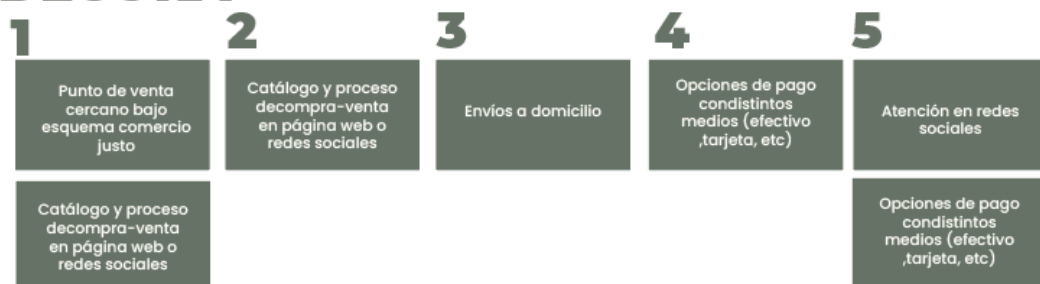 1
Punto de venta
cercano bajo
esquema comercio
justo
Catálogo y proceso
decompra-venta
en página web o
redes sociales
2
Catálogo y proceso
decompra-venta
en página web o
redes sociales
3
Envíos a domicilio
4
Opciones de pago
condistintos
medios (efectivo
,tarjeta, etc)
5
Atención en redes
sociales
Opciones de pago
condistintos
medios (efectivo
,tarjeta, etc)